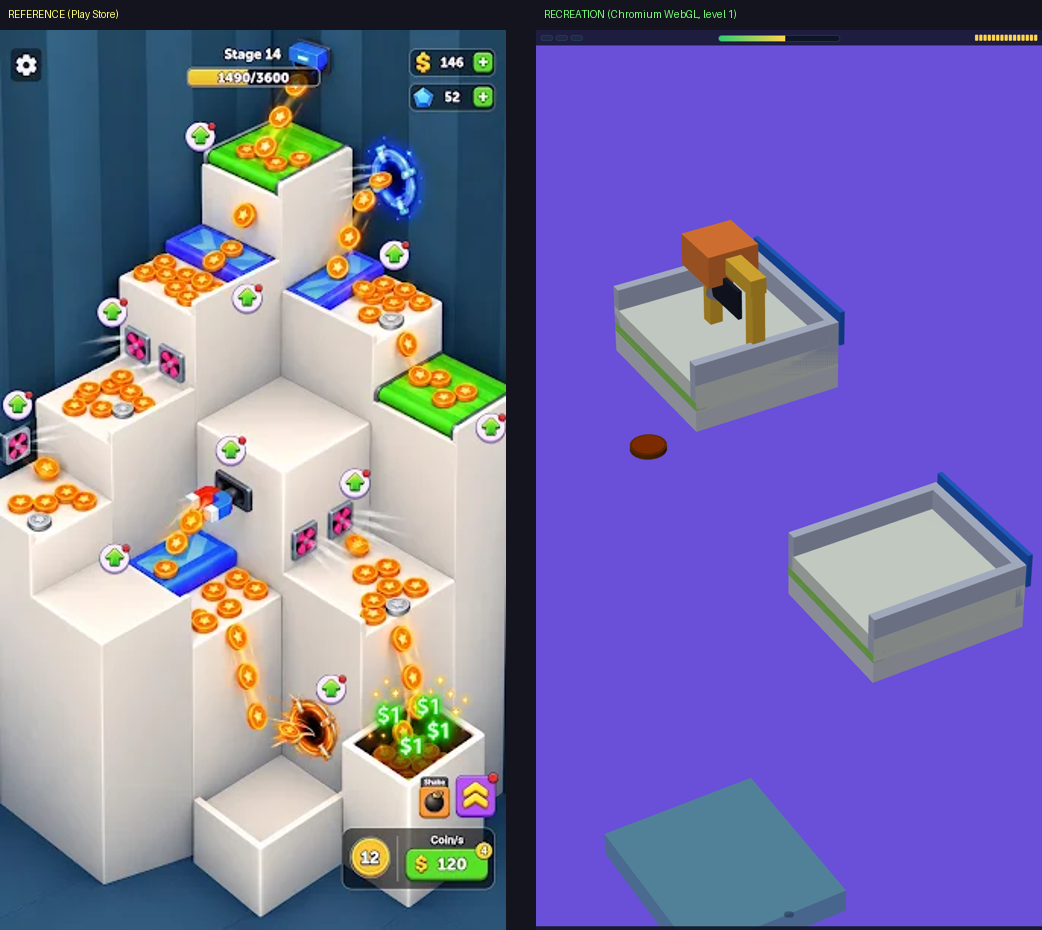 REFERENCE (Play Store)
RECREATION (Chromium WebGL, level 1)
Stage 14
1490/3600
146
52
$1
$1
$1
$1
Shake
Coin/s
12
$ 120
4